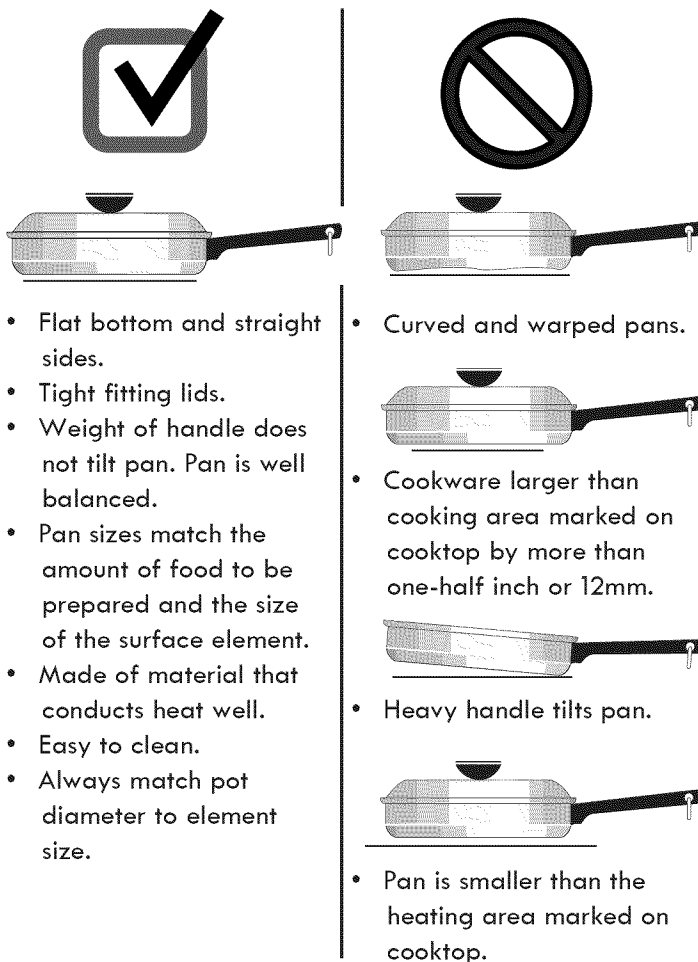 • Flat bottom and straight
sides.
• Tight fitting lids.
• Weight of handle does
not tilt pan. Pan is well
balanced.
• Pan sizes match the
amount of food to be
prepared and the size
of the surface element.
• Made of material that
conducts heat well.
• Easy to clean.
• Always match pot
diameter to element
size.
• Curved and warped pans.
• Cookware larger than
cooking area marked on
cooktop by more than
one-half inch or 12mm.
• Heavy handle tilts pan.
• Pan is smaller than the
heating area marked on
cooktop.